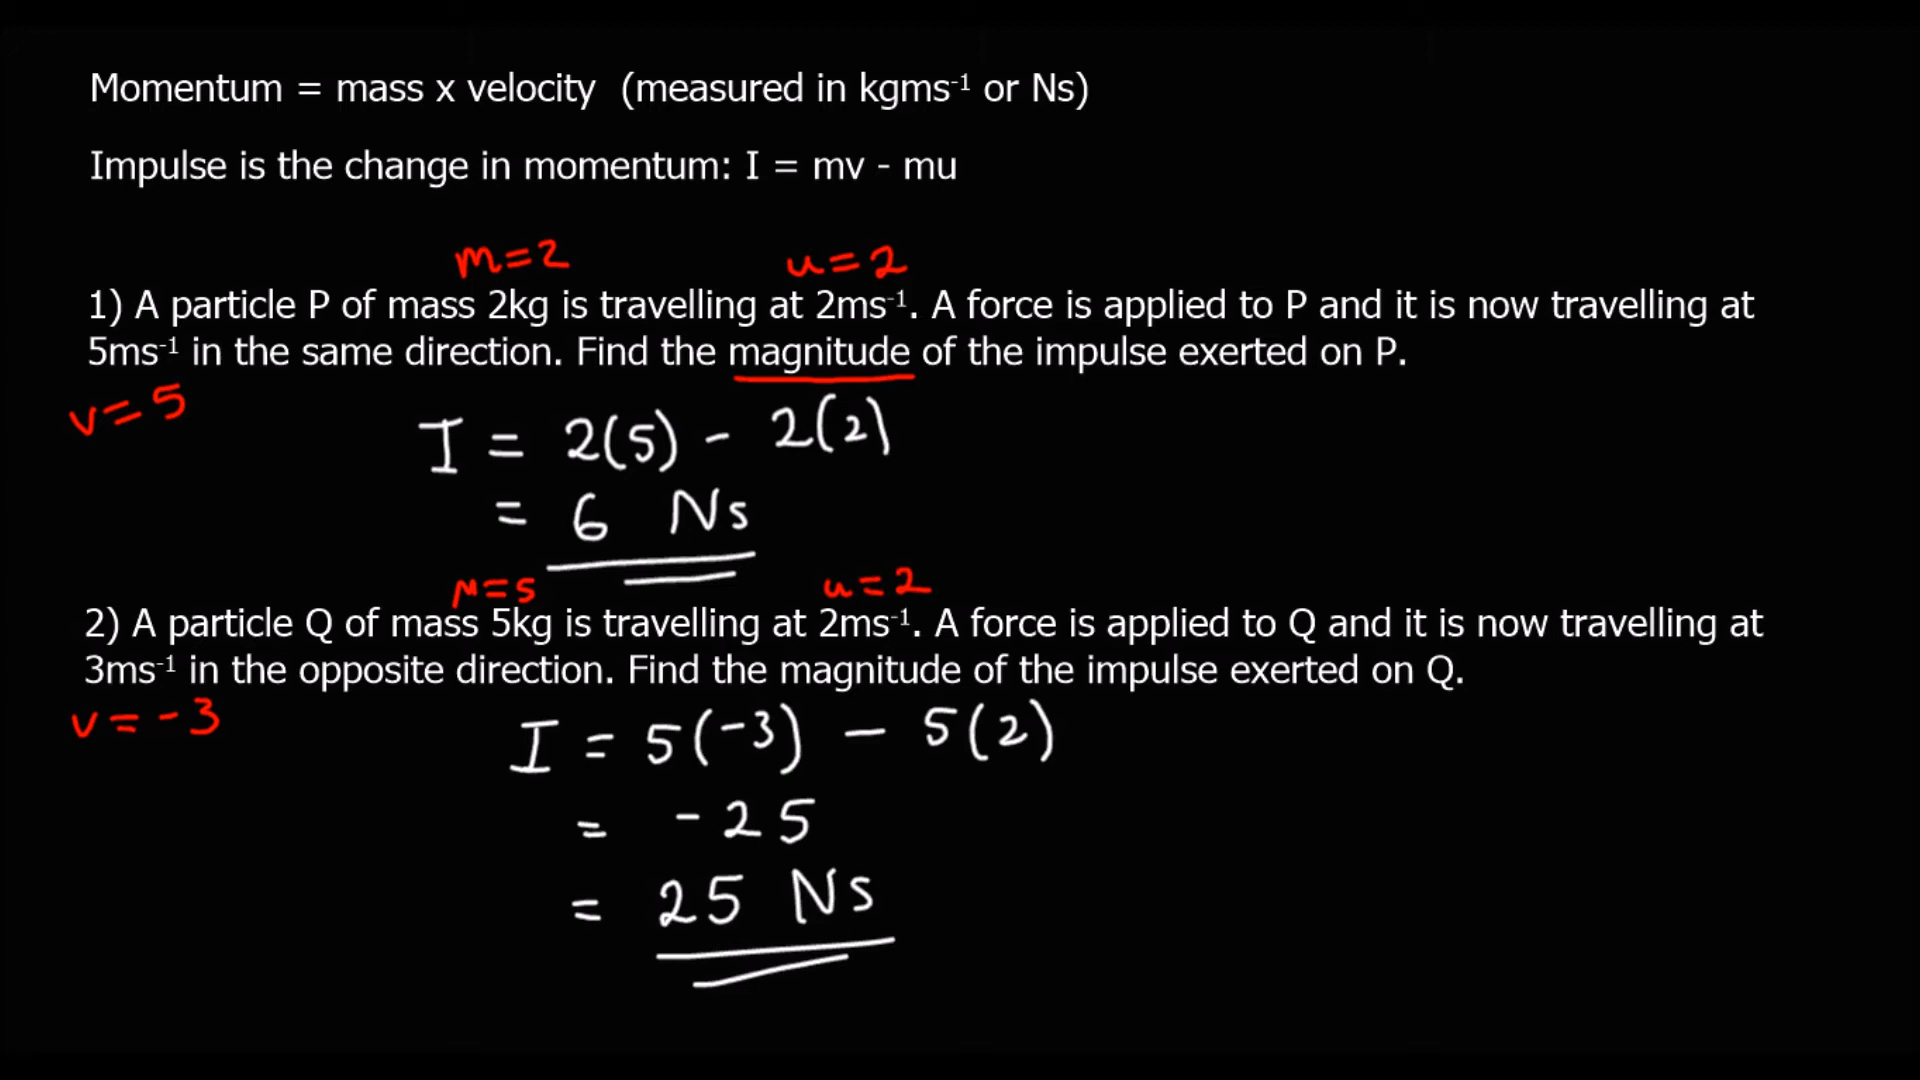 Momentum = mass x velocity (measured in kgms⁻¹ or Ns)
Impulse is the change in momentum: I = mv - mu
m=2 u=2
1) A particle P of mass 2kg is travelling at 2ms⁻¹. A force is applied to P and it is now travelling at
5ms⁻¹ in the same direction. Find the magnitude of the impulse exerted on P.
v=5
I = 2(5) - 2(2)
= 6 Ns
M=5 u=2
2) A particle Q of mass 5kg is travelling at 2ms⁻¹. A force is applied to Q and it is now travelling at
3ms⁻¹ in the opposite direction. Find the magnitude of the impulse exerted on Q.
v=-3
I = 5(-3) - 5(2)
= -25
= 25 Ns